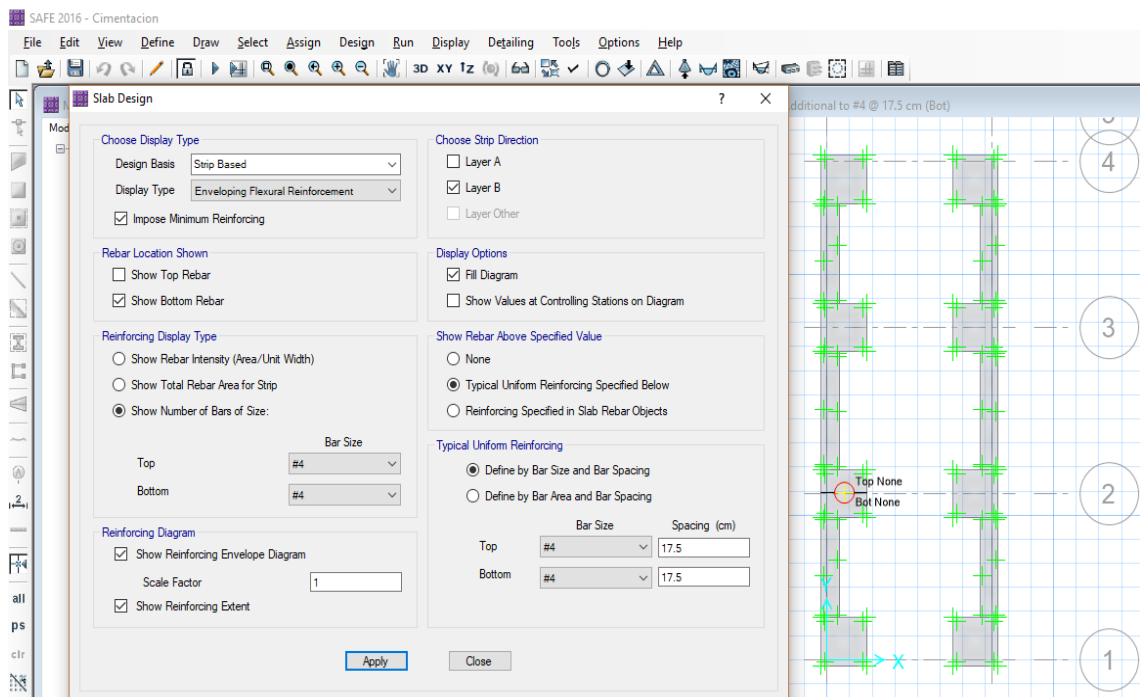 SAFE 2016 - Cimentacion
File Edit View Define Draw Select Assign Design Run Display Detailing Tools Options Help
3D XY
Slab Design
? X
dditional to #4 @ 17.5 cm (Bot)
Mod
Choose Display Type
Design Basis Strip Based
Display Type Enveloping Flexural Reinforcement
Impose Minimum Reinforcing
Choose Strip Direction
Layer A
Layer B
Layer Other
Rebar Location Shown
Show Top Rebar
Show Bottom Rebar
Display Options
Fill Diagram
Show Values at Controlling Stations on Diagram
Reinforcing Display Type
Show Rebar Intensity (Area/Unit Width)
Show Total Rebar Area for Strip
Show Number of Bars of Size:
Bar Size
Top #4
Bottom #4
Show Rebar Above Specified Value
None
Typical Uniform Reinforcing Specified Below
Reinforcing Specified in Slab Rebar Objects
Typical Uniform Reinforcing
Define by Bar Size and Bar Spacing
Define by Bar Area and Bar Spacing
Bar Size Spacing (cm)
Top #4 17.5
Bottom #4 17.5
Reinforcing Diagram
Show Reinforcing Envelope Diagram
Scale Factor 1
Show Reinforcing Extent
Apply Close
all
ps
clr
4
3
Top None
Bot None
2
Y
X
1